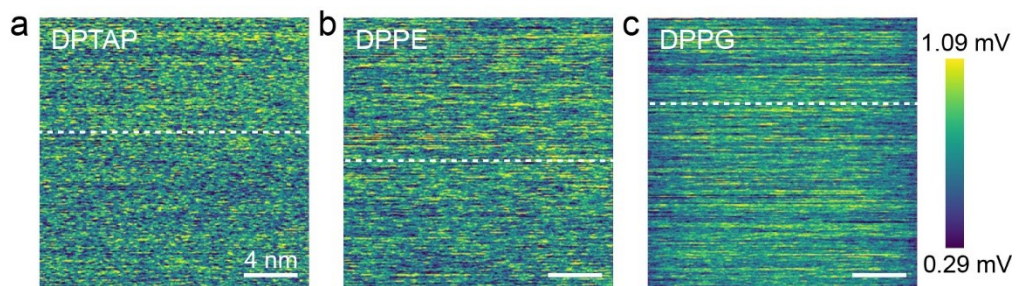 a DPTAP
b DPPE
c DPPG
1.09 mV
4 nm
0.29 mV